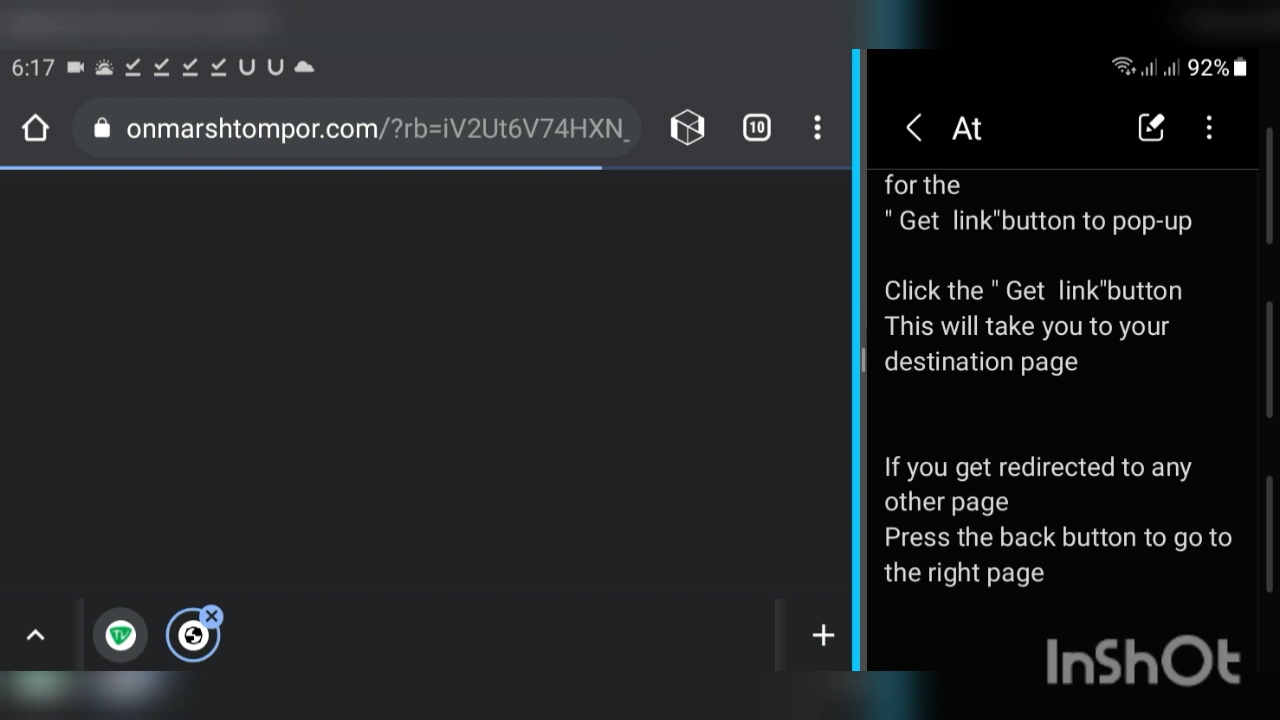 6:17
onmarshtompor.com/?rb=iV2Ut6V74HXN_
10
92%
At
for the
" Get  link"button to pop-up
Click the " Get  link"button
This will take you to your
destination page
If you get redirected to any
other page
Press the back button to go to
the right page
TV
InShOt